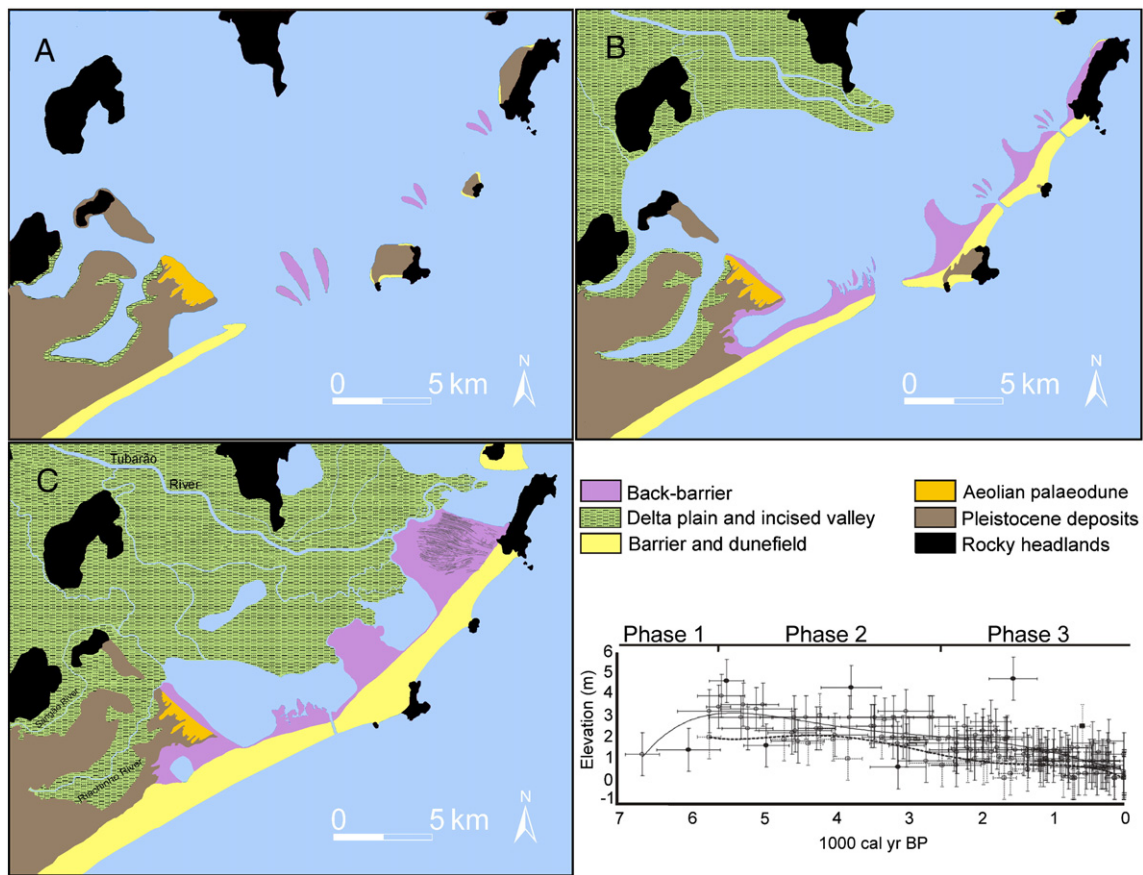 A
N
0
5 km
B
N
0
5 km
C
Tubarão
River
Riachinho River
N
0
5 km
Back-barrier
Delta plain and incised valley
Barrier and dunefield
Aeolian palaeodune
Pleistocene deposits
Rocky headlands
Phase 1
Phase 2
Phase 3
Elevation (m)
6
5
4
3
2
1
0
-1
7
6
5
4
3
2
1
0
1000 cal yr BP